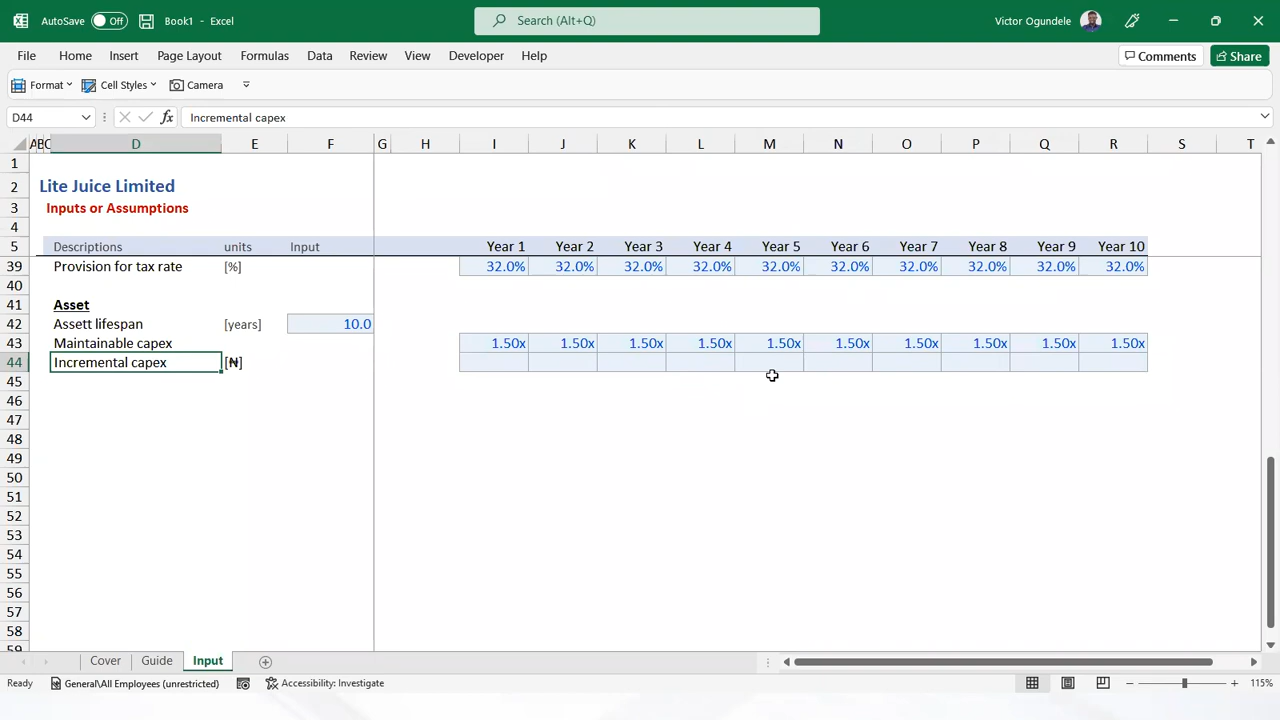 AutoSave Off Book1 - Excel Search (Alt+Q) Victor Ogundele
File Home Insert Page Layout Formulas Data Review View Developer Help Comments Share
Format Cell Styles Camera
D44 fx Incremental capex
A B C D E F G H I J K L M N O P Q R S T
1
2 Lite Juice Limited
3 Inputs or Assumptions
4
5 Descriptions units Input Year 1 Year 2 Year 3 Year 4 Year 5 Year 6 Year 7 Year 8 Year 9 Year 10
39 Provision for tax rate [%] 32.0% 32.0% 32.0% 32.0% 32.0% 32.0% 32.0% 32.0% 32.0% 32.0%
40
41 Asset
42 Assett lifespan [years] 10.0
43 Maintainable capex 1.50x 1.50x 1.50x 1.50x 1.50x 1.50x 1.50x 1.50x 1.50x 1.50x
44 Incremental capex [₦]
45
46
47
48
49
50
51
52
53
54
55
56
57
58
59
Cover Guide Input
Ready General\All Employees (unrestricted) Accessibility: Investigate 115%